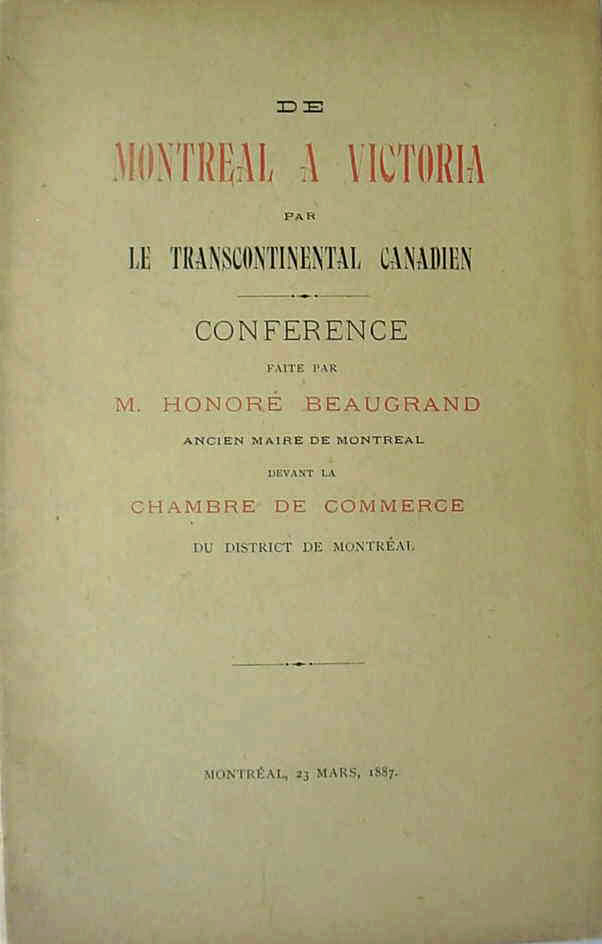 DE
MONTREAL A VICTORIA
PAR
LE TRANSCONTINENTAL CANADIEN
CONFERENCE
FAITE PAR
M. HONORÉ BEAUGRAND
ANCIEN MAIRE DE MONTREAL
DEVANT LA
CHAMBRE DE COMMERCE
DU DISTRICT DE MONTRÉAL
MONTRÉAL, 23 MARS, 1887.